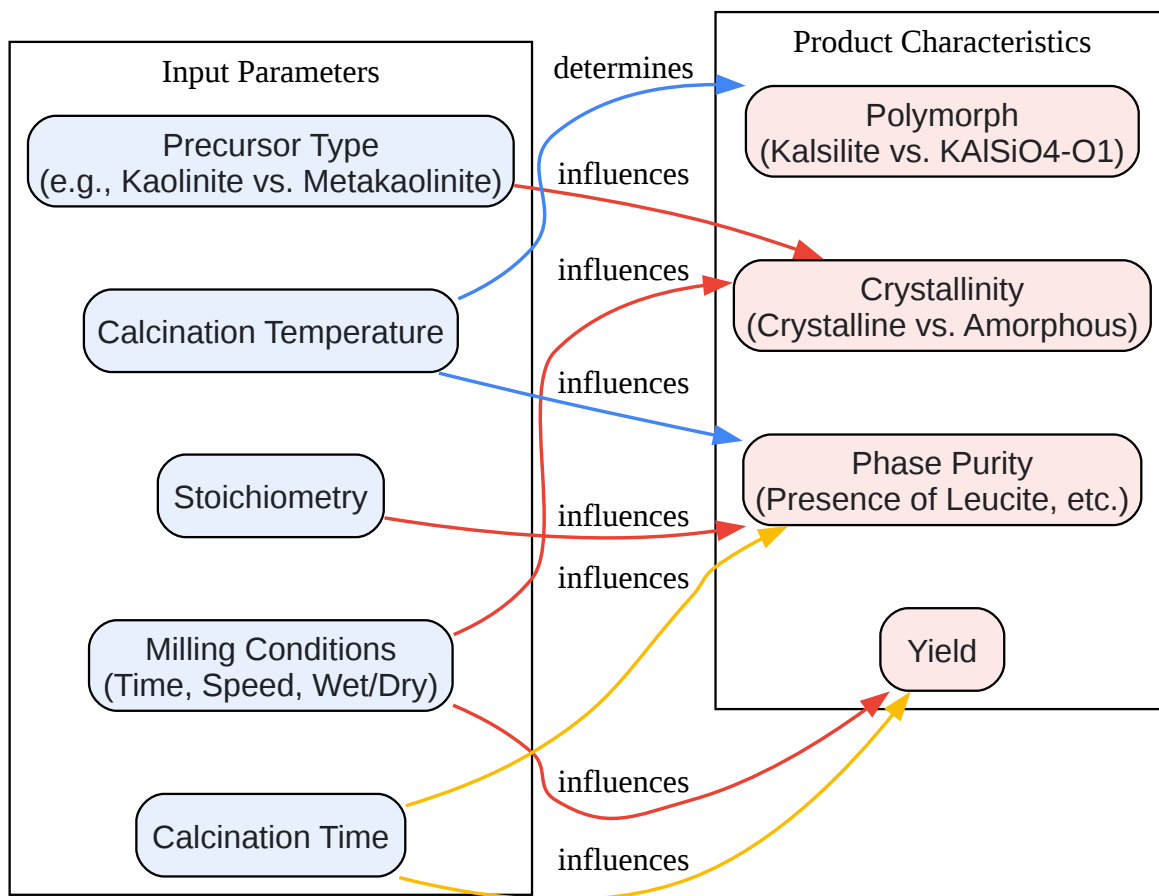 Input Parameters
Precursor Type
(e.g., Kaolinite vs. Metakaolinite)
Calcination Temperature
Stoichiometry
Milling Conditions
(Time, Speed, Wet/Dry)
Calcination Time
determines
influences
influences
influences
influences
influences
influences
influences
Product Characteristics
Polymorph
(Kalsilite vs. KAlSiO4-O1)
Crystallinity
(Crystalline vs. Amorphous)
Phase Purity
(Presence of Leucite, etc.)
Yield